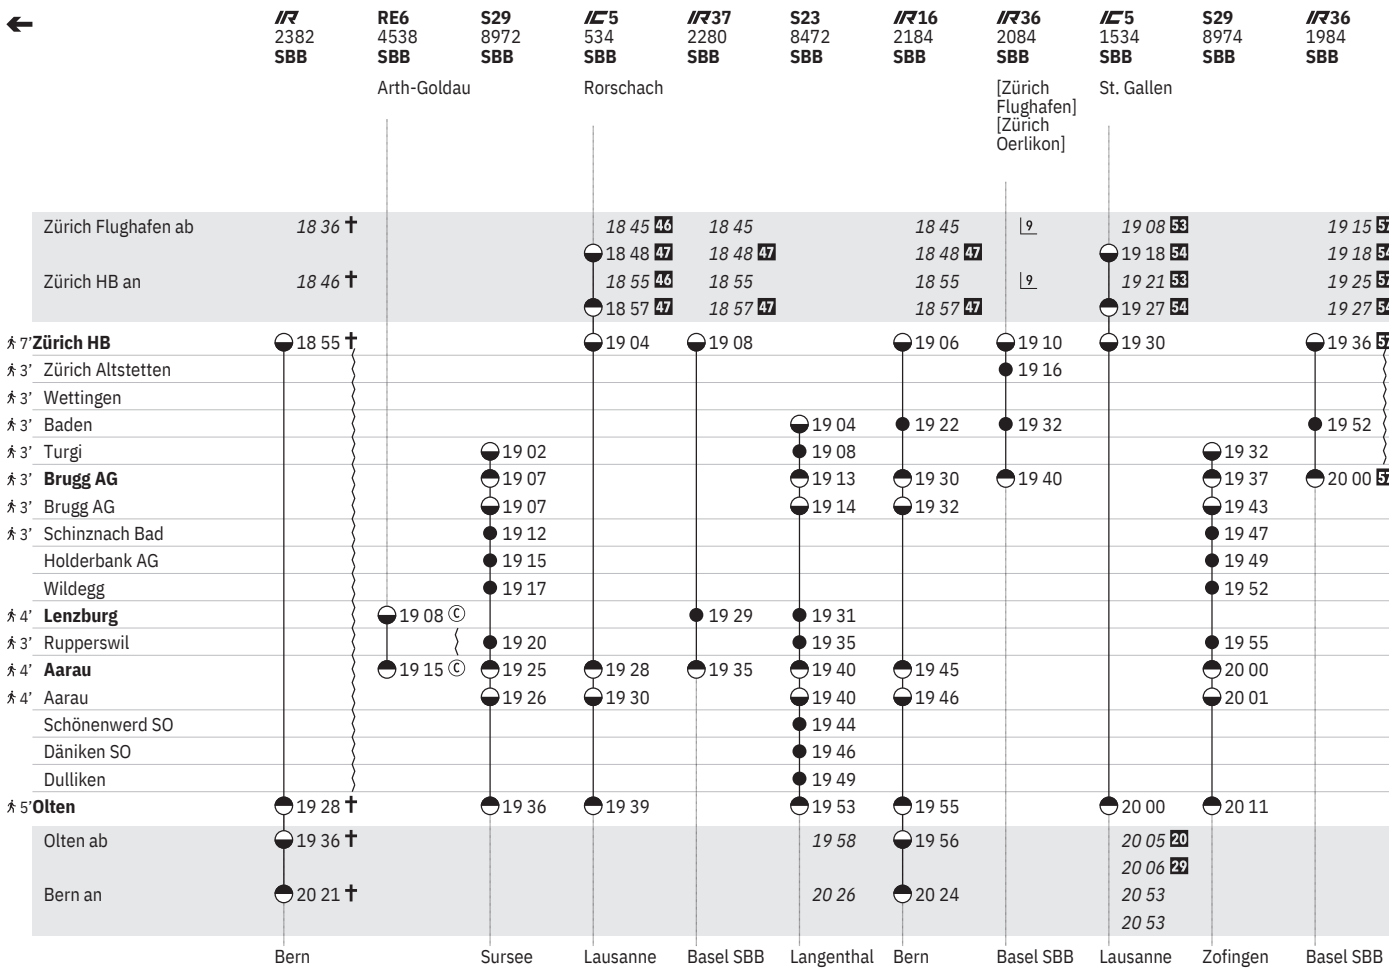 IR RE6 S29 IC5 IR37 S23 IR16 IR36 IC5 S29 IR36
2382 4538 8972 534 2280 8472 2184 2084 1534 8974 1984
SBB SBB SBB SBB SBB SBB SBB SBB SBB SBB SBB
Arth-Goldau Rorschach [Zürich St. Gallen
Flughafen]
[Zürich
Oerlikon]
Zürich Flughafen ab 18 36 † 18 45 46 18 45 18 45 9 19 08 53 19 15 57
18 48 47 18 48 47 18 48 47 19 18 54 19 18 54
Zürich HB an 18 46 † 18 55 46 18 55 18 55 9 19 21 53 19 25 57
18 57 47 18 57 47 18 57 47 19 27 54 19 27 54
7’ Zürich HB 18 55 † 19 04 19 08 19 06 19 10 19 30 19 36 57
3’ Zürich Altstetten 19 16
3’ Wettingen
3’ Baden 19 04 19 22 19 32 19 52
3’ Turgi 19 02 19 08 19 32
3’ Brugg AG 19 07 19 13 19 30 19 40 19 37 20 00 57
3’ Brugg AG 19 07 19 14 19 32 19 43
3’ Schinznach Bad 19 12 19 47
Holderbank AG 19 15 19 49
Wildegg 19 17 19 52
4’ Lenzburg 19 08 Ⓒ 19 29 19 31
3’ Rupperswil 19 20 19 35 19 55
4’ Aarau 19 15 Ⓒ 19 25 19 28 19 35 19 40 19 45 20 00
4’ Aarau 19 26 19 30 19 40 19 46 20 01
Schönenwerd SO 19 44
Däniken SO 19 46
Dulliken 19 49
5’ Olten 19 28 † 19 36 19 39 19 53 19 55 20 00 20 11
Olten ab 19 36 † 19 58 19 56 20 05 20
20 06 29
Bern an 20 21 † 20 26 20 24 20 53
20 53
Bern Sursee Lausanne Basel SBB Langenthal Bern Basel SBB Lausanne Zofingen Basel SBB